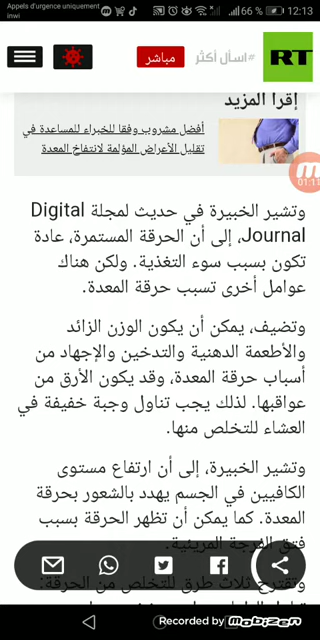 Appels d'urgence uniquement
inwi
66 %
12:13
مباشر
#اسأل أكثر
RT
إقرأ المزيد
أفضل مشروب وفقا للخبراء للمساعدة في
تقليل الأعراض المؤلمة لانتفاخ المعدة
01:11
وتشير الخبيرة في حديث لمجلة Digital
Journal، إلى أن الحرقة المستمرة، عادة
تكون بسبب سوء التغذية. ولكن هناك
عوامل أخرى تسبب حرقة المعدة.
وتضيف، يمكن أن يكون الوزن الزائد
والأطعمة الدهنية والتدخين والإجهاد من
أسباب حرقة المعدة، وقد يكون الأرق من
عواقبها. لذلك يجب تناول وجبة خفيفة في
العشاء للتخلص منها.
وتشير الخبيرة، إلى أن ارتفاع مستوى
الكافيين في الجسم يهدد بالشعور بحرقة
المعدة. كما يمكن أن تظهر الحرقة بسبب
فتق الفرجة المريئية.
وتقترح ثلاث طرق للتخلص من الحرقة:
Recorded by Mobizen